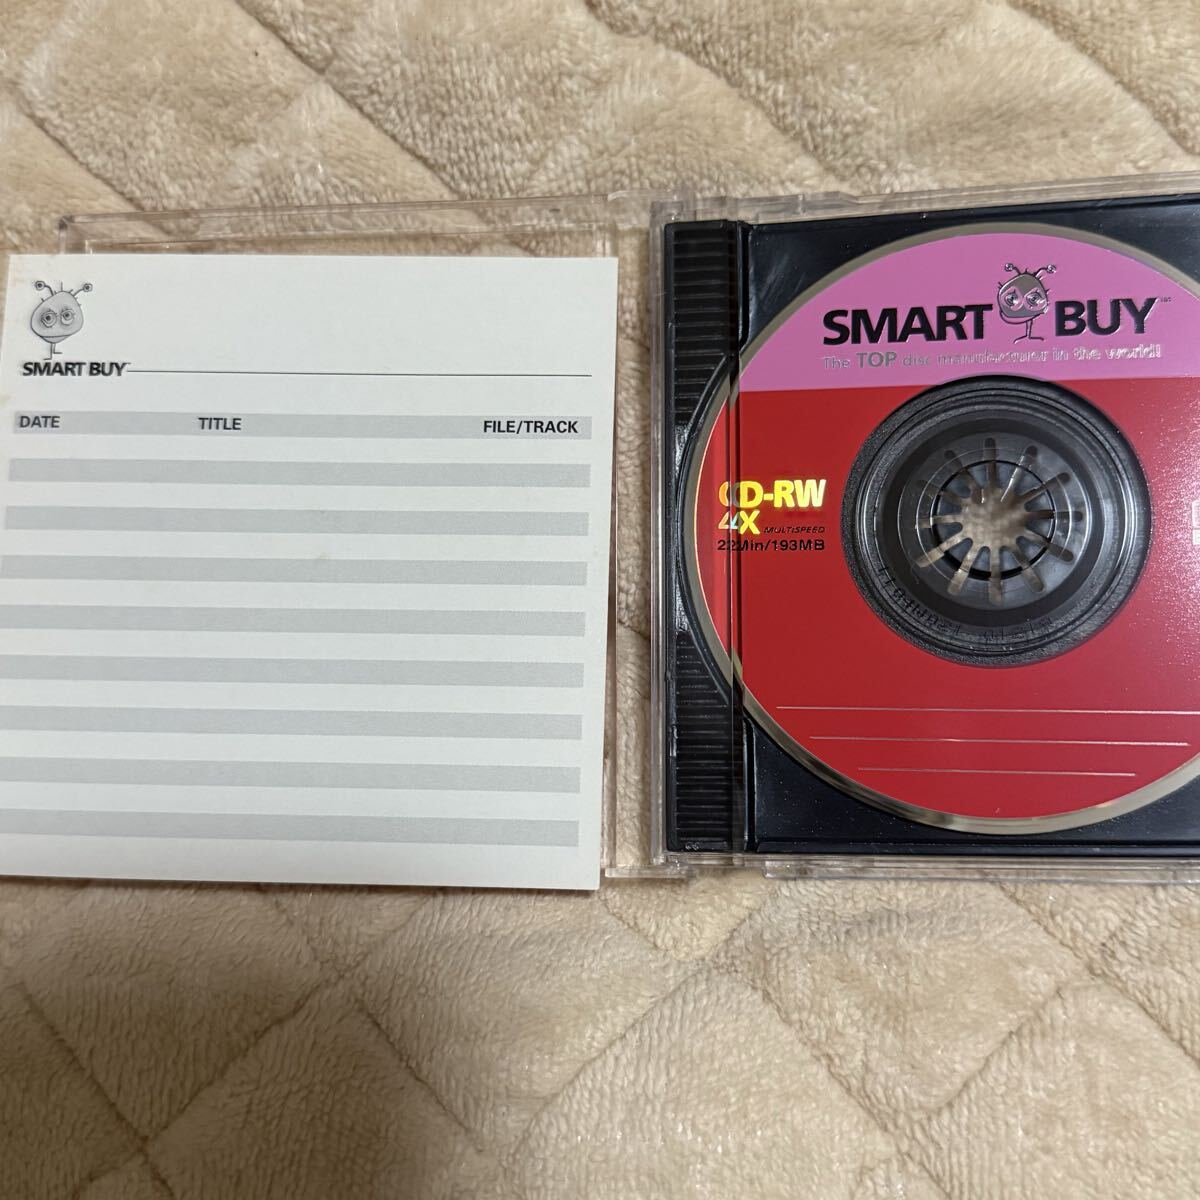 SMART BUY
DATE TITLE FILE/TRACK
SMART BUY
The TOP disc manufacturer in the world!
CD-RW
4X MULTISPEED
22Min/193MB